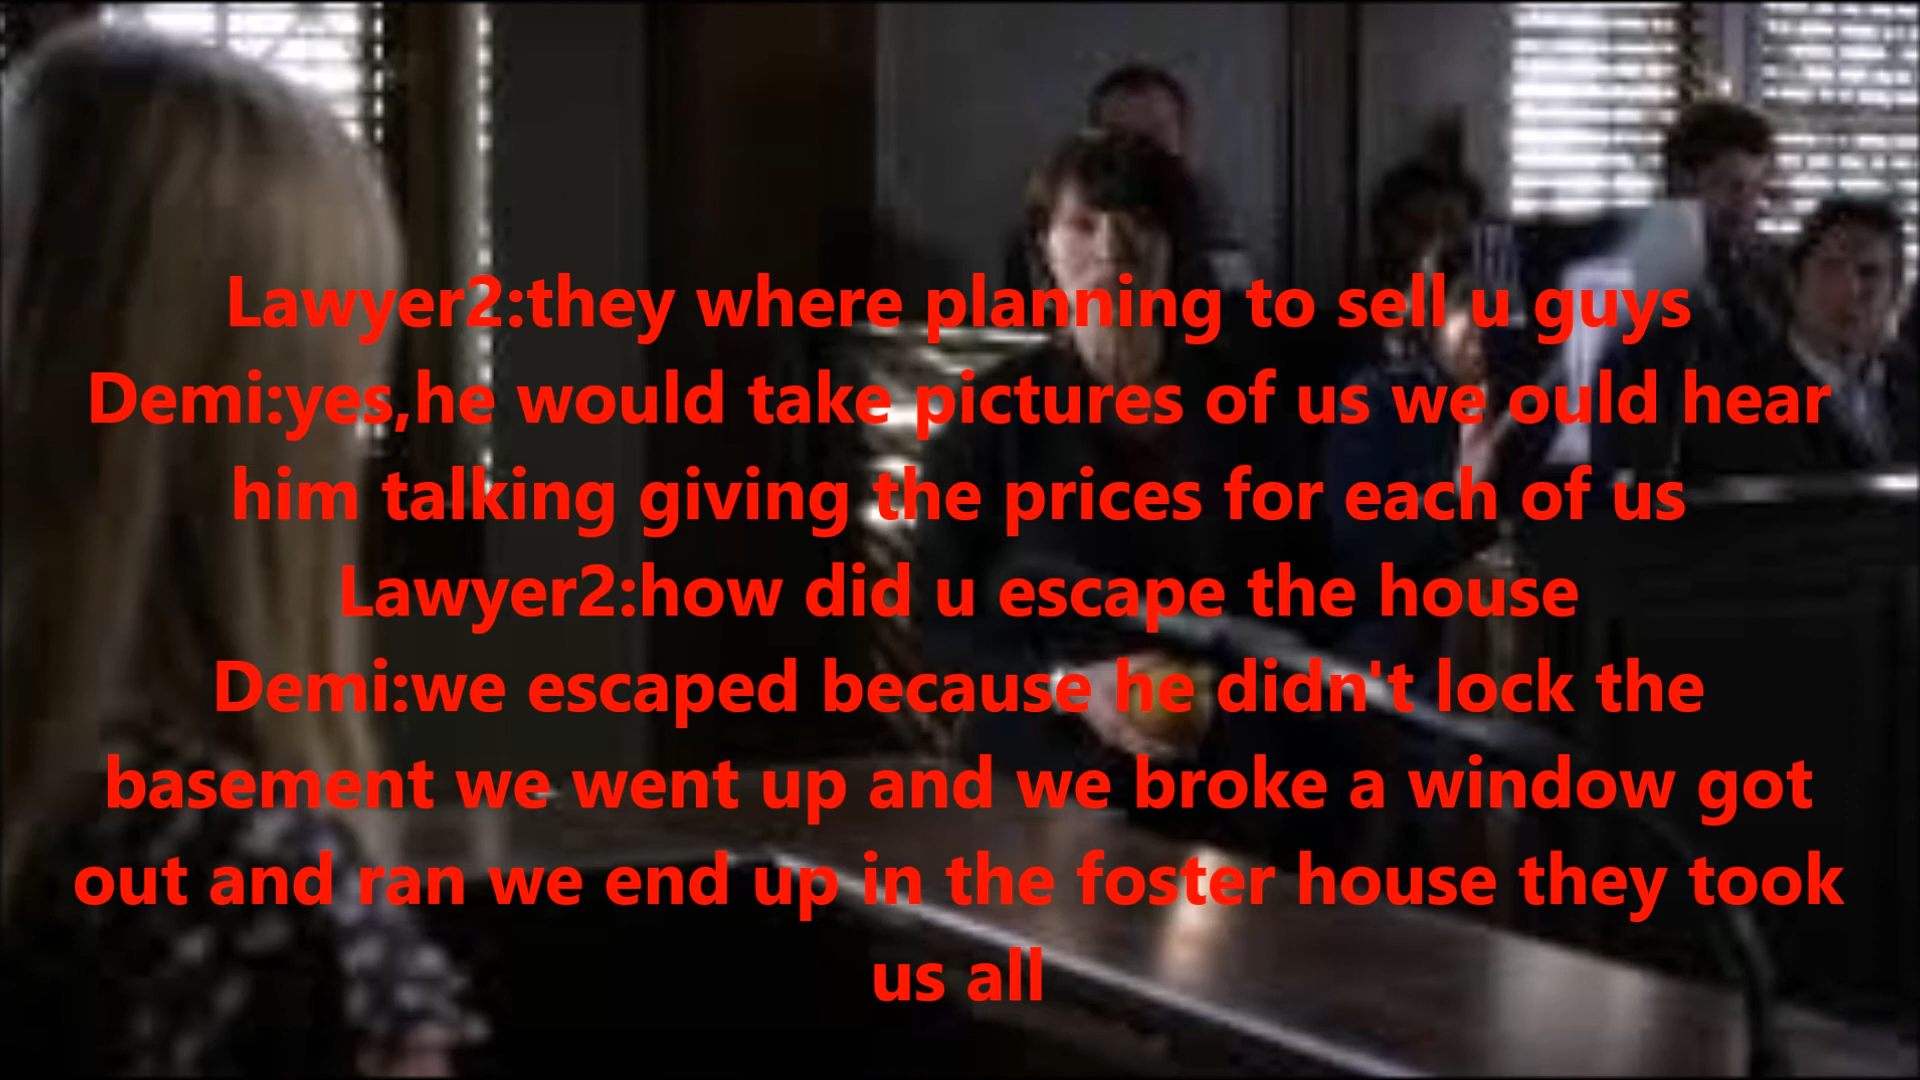 Lawyer2:they where planning to sell u guys
Demi:yes,he would take pictures of us we ould hear
him talking giving the prices for each of us
Lawyer2:how did u escape the house
Demi:we escaped because he didn't lock the
basement we went up and we broke a window got
out and ran we end up in the foster house they took
us all